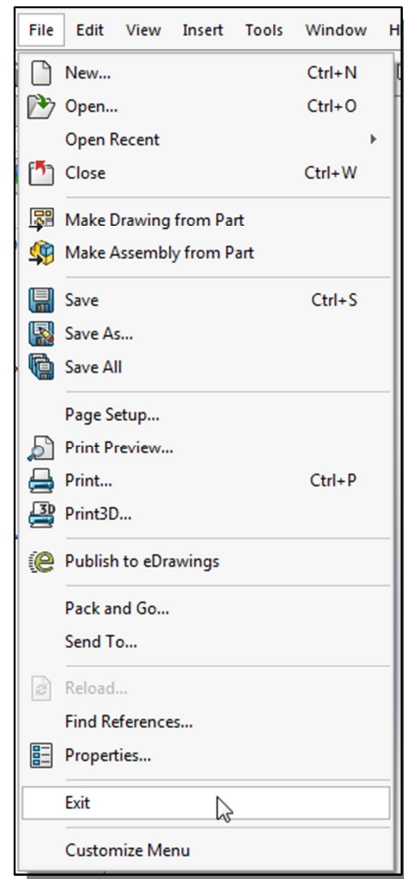 File Edit View Insert Tools Window H
New... Ctrl+N
Open... Ctrl+O
Open Recent
Close Ctrl+W
Make Drawing from Part
Make Assembly from Part
Save Ctrl+S
Save As...
Save All
Page Setup...
Print Preview...
Print... Ctrl+P
3D Print3D...
Publish to eDrawings
Pack and Go...
Send To...
Reload...
Find References...
Properties...
Exit
Customize Menu